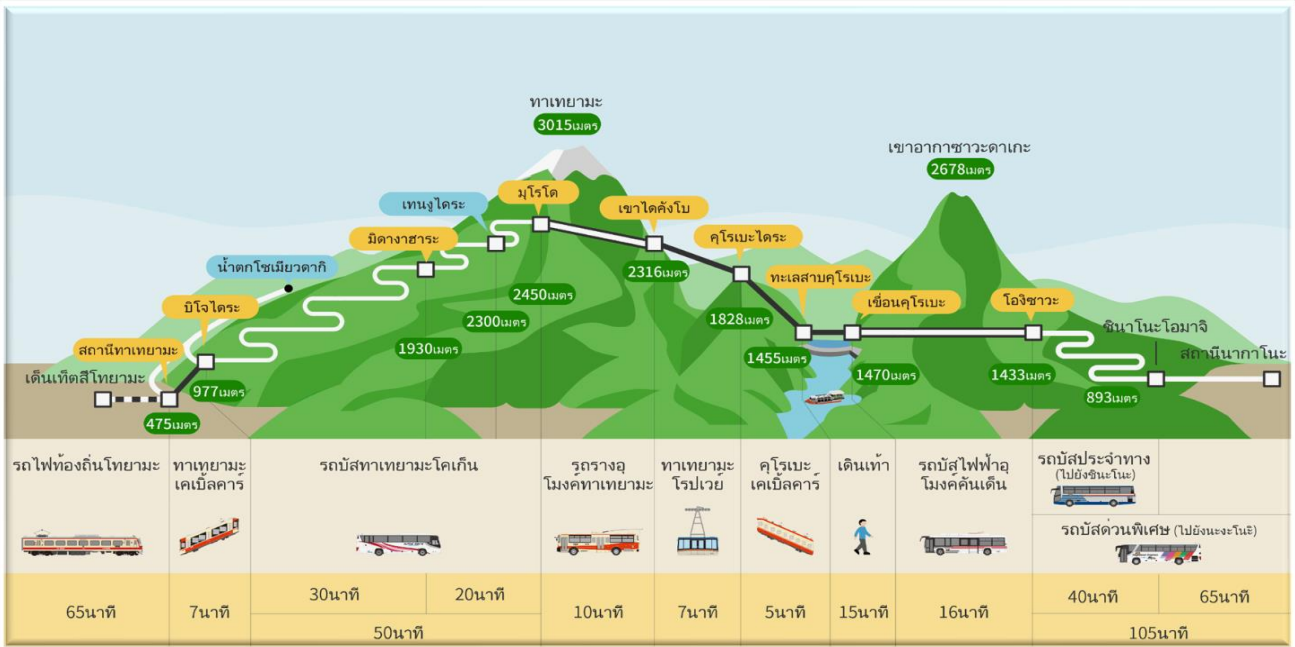 ทาเทยามะ
3015เมตร
เขาอากาซาวะดาเกะ
2678เมตร
มุโรโด
เทนงูไดระ
เขาไดคังโบ
มิดางาฮาระ
คุโรเบะไดระ
น้ำตกโชเมียวดากิ
2316เมตร
ทะเลสาบคุโรเบะ
บิโจไดระ
2450เมตร
เขื่อนคุโรเบะ
โองิซาวะ
2300เมตร
1828เมตร
ชินาโนะโอมาจิ
1930เมตร
สถานีทาเทยามะ
1455เมตร
สถานีนากาโนะ
เด็นเท็ตสึโทยามะ
977เมตร
1470เมตร
1433เมตร
893เมตร
475เมตร
รถไฟท้องถิ่นโทยามะ
ทาเทยามะ
เคเบิ้ลคาร์
รถบัสทาเทยามะโคเก็น
รถรางอุ
โมงค์ทาเทยามะ
ทาเทยามะ
โรปเวย์
คุโรเบะ
เคเบิ้ลคาร์
เดินเท้า
รถบัสไฟฟ้าอุ
โมงค์คันเด็น
รถบัสประจำทาง
(ไปยังชินะโนะ)
รถบัสด่วนพิเศษ (ไปยังนะงะโนะ)
65นาที
7นาที
30นาที
20นาที
50นาที
10นาที
7นาที
5นาที
15นาที
16นาที
40นาที
65นาที
105นาที